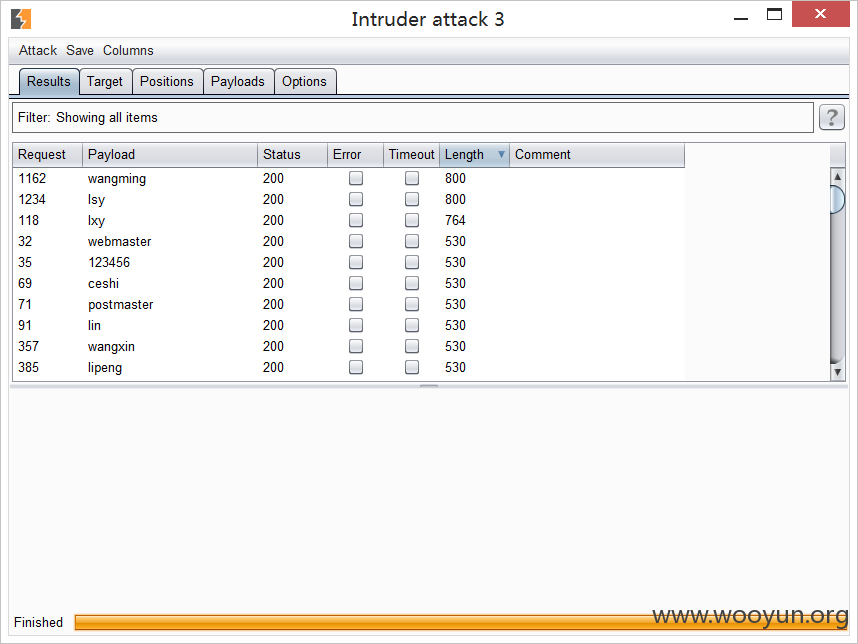 Intruder attack 3
Attack Save Columns
Results Target Positions Payloads Options
Filter: Showing all items ?
Request Payload Status Error Timeout Length Comment
1162 wangming 200 800
1234 lsy 200 800
118 lxy 200 764
32 webmaster 200 530
35 123456 200 530
69 ceshi 200 530
71 postmaster 200 530
91 lin 200 530
357 wangxin 200 530
385 lipeng 200 530
Finished
www.wooyun.org